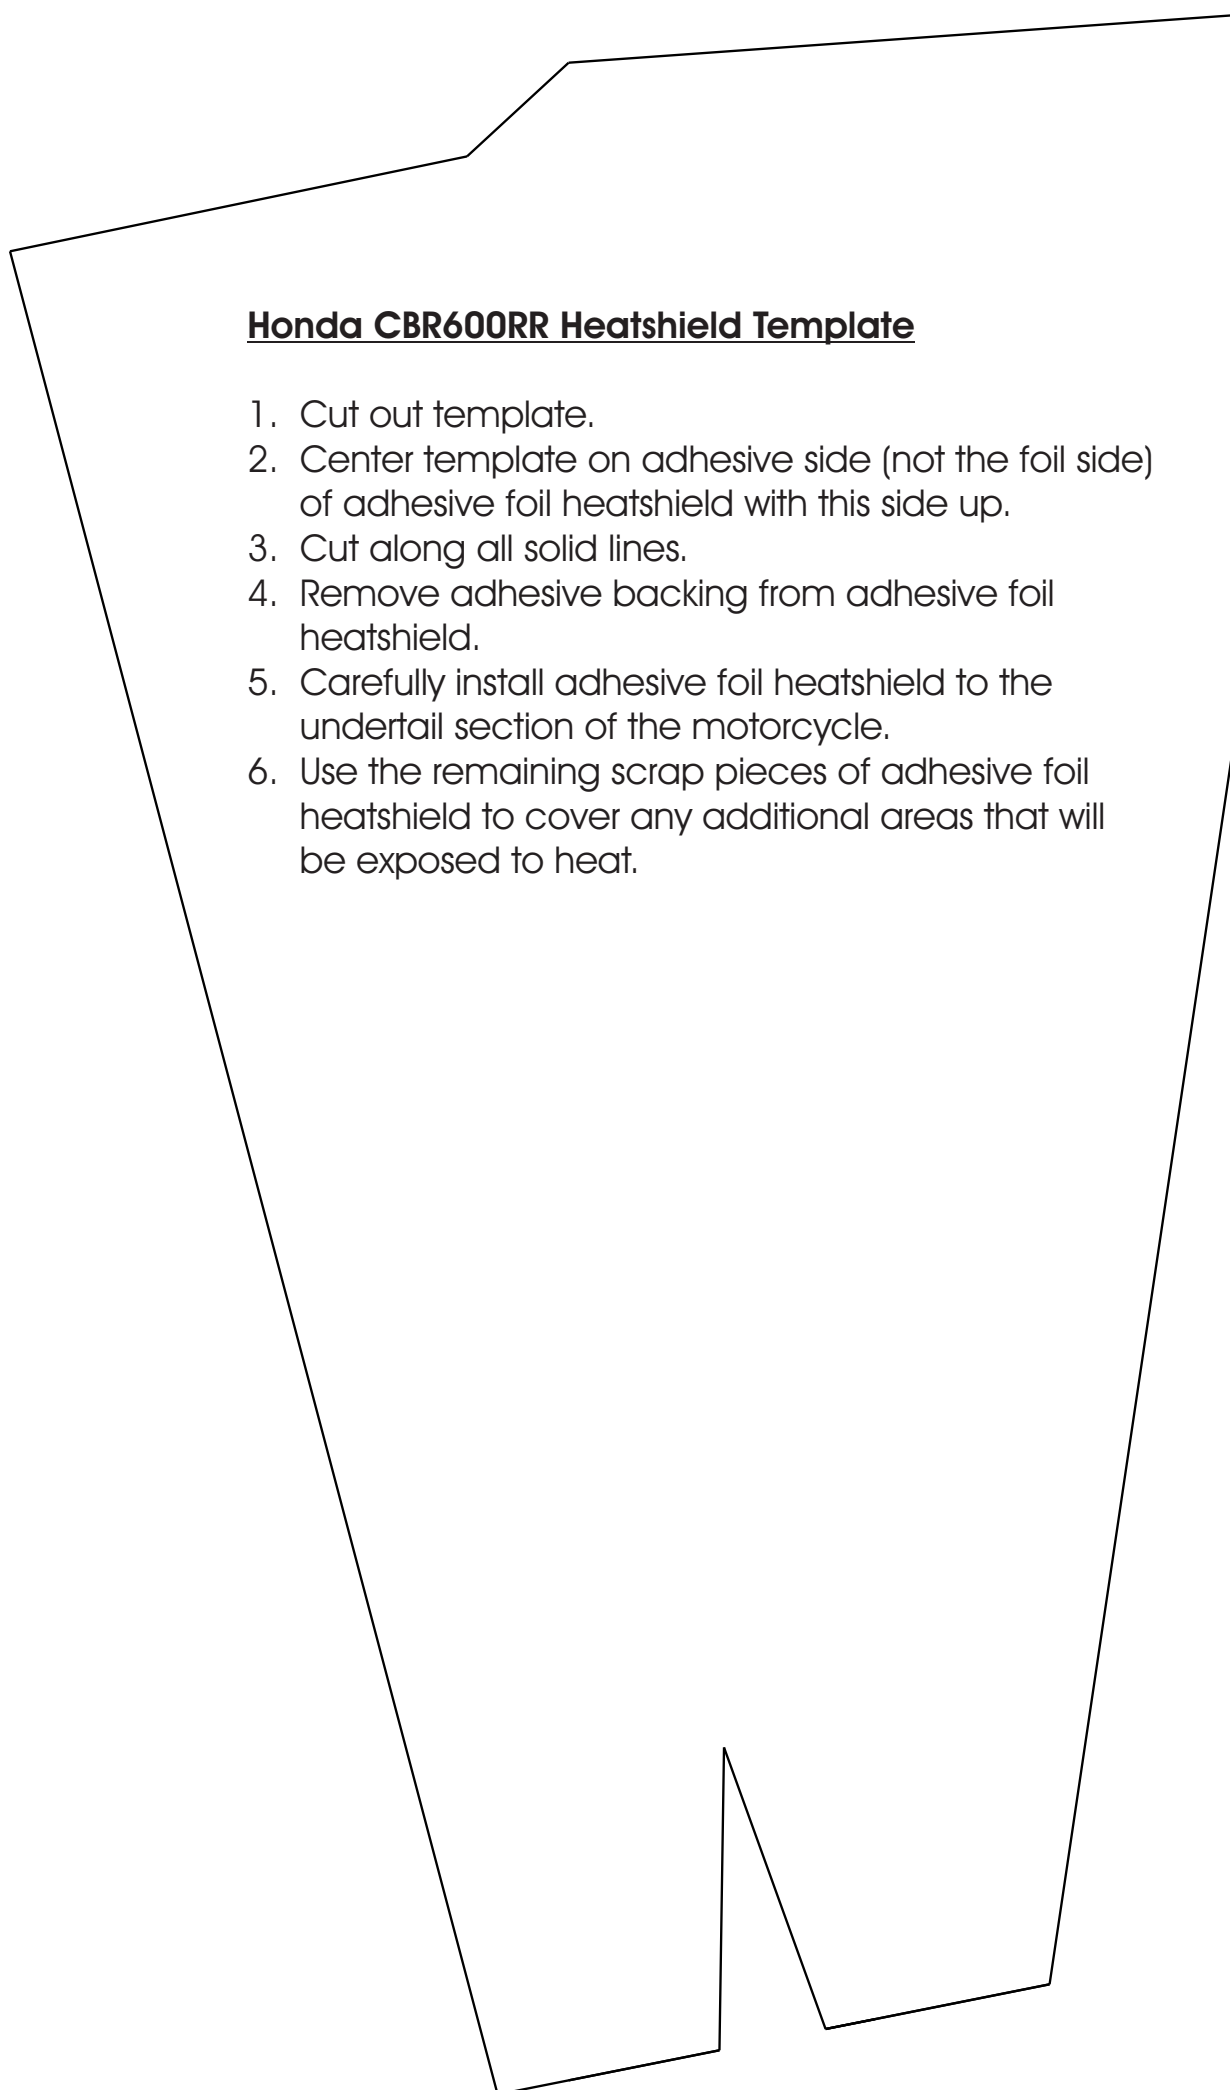 Honda CBR600RR Heatshield Template
1. Cut out template.
2. Center template on adhesive side (not the foil side)
of adhesive foil heatshield with this side up.
3. Cut along all solid lines.
4. Remove adhesive backing from adhesive foil
heatshield.
5. Carefully install adhesive foil heatshield to the
undertail section of the motorcycle.
6. Use the remaining scrap pieces of adhesive foil
heatshield to cover any additional areas that will
be exposed to heat.